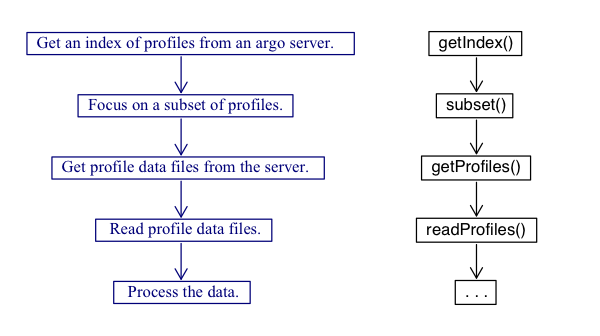 Get an index of profiles from an argo server.
getIndex()
Focus on a subset of profiles.
subset()
Get profile data files from the server.
getProfiles()
Read profile data files.
readProfiles()
Process the data.
. . .